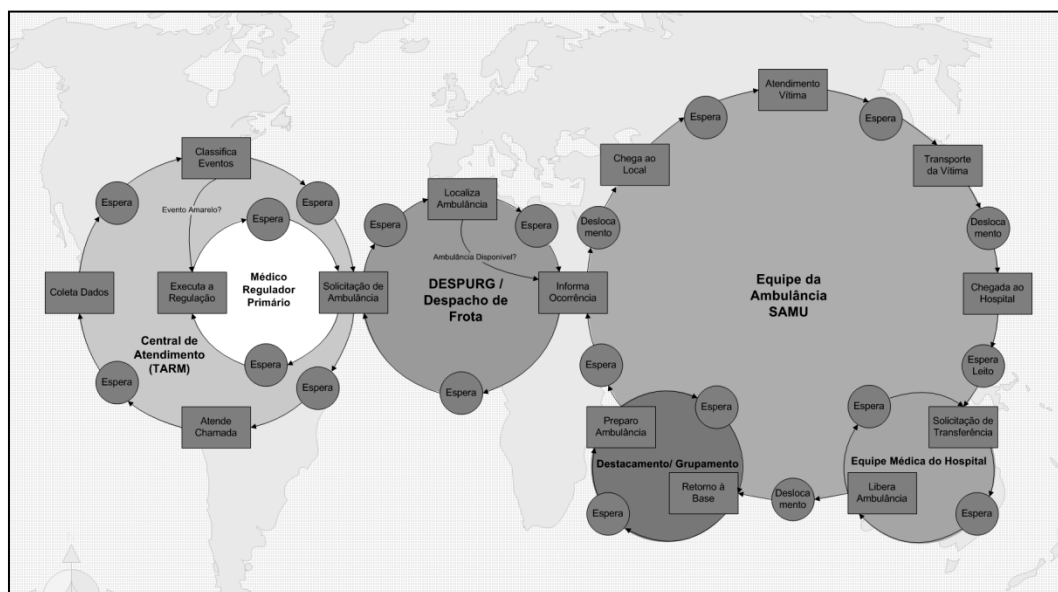 Classifica
Eventos
Espera
Espera
Evento Amarelo?
Espera
Coleta Dados
Executa a
Regulação
Médico
Regulador
Primário
Solicitação de
Ambulância
Central de
Atendimento
(TARM)
Espera
Espera
Espera
Atende
Chamada
Localiza
Ambulância
Espera
Espera
Ambulância Disponível?
DESPURG /
Despacho de
Frota
Informa
Ocorrência
Espera
Atendimento
Vítima
Espera
Espera
Chega ao
Local
Transporte
da Vítima
Desloca
mento
Desloca
mento
Equipe da
Ambulância
SAMU
Chegada ao
Hospital
Espera
Espera
Leito
Preparo
Ambulância
Espera
Espera
Solicitação de
Transferência
Destacamento/ Grupamento
Equipe Médica do Hospital
Retorno à
Base
Desloca
mento
Libera
Ambulância
Espera
Espera